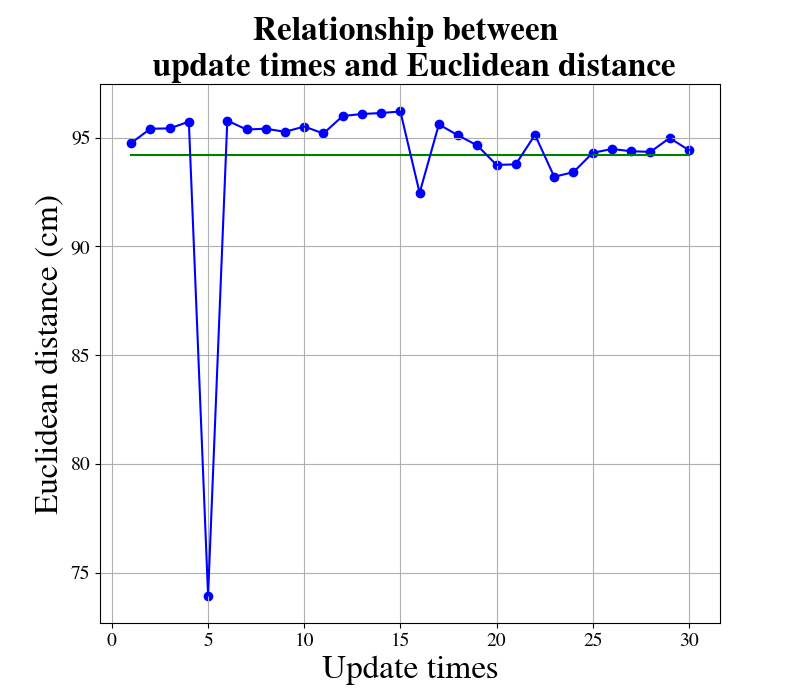 Relationship between
update times and Euclidean distance
Euclidean distance (cm)
95
90
85
80
75
0 5 10 15 20 25 30
Update times